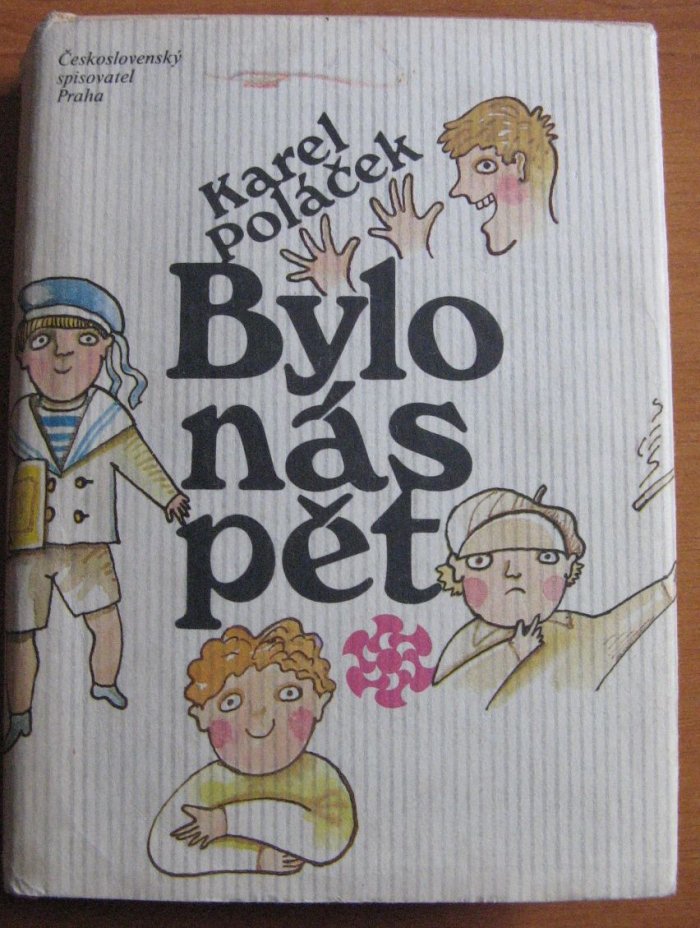 Československý
spisovatel
Praha
Karel
Poláček
Bylo
nás
pět